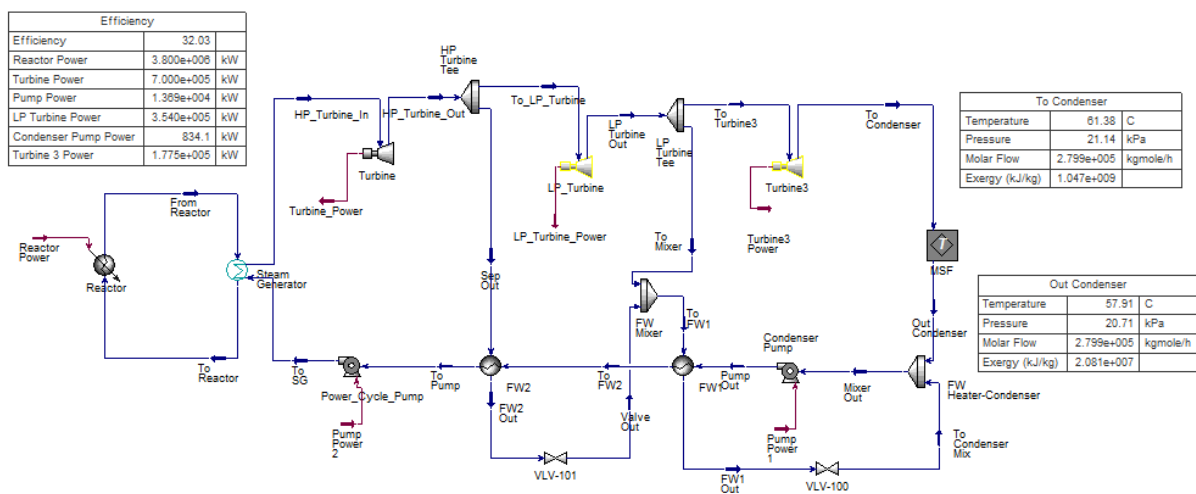 Efficiency
Efficiency 32.03
Reactor Power 3.800e+006 kW
Turbine Power 7.000e+005 kW
Pump Power 1.369e+004 kW
LP Turbine Power 3.540e+005 kW
Condenser Pump Power 834.1 kW
Turbine 3 Power 1.775e+005 kW
HP
Turbine
Tee
HP_Turbine_In
HP_Turbine_Out
To_LP_Turbine
LP
Turbine
Out
LP
Turbine
Tee
To
Turbine3
To
Condenser
Turbine
Turbine_Power
LP_Turbine
LP_Turbine_Power
Turbine3
Turbine3
Power
To Condenser
Temperature 61.38 C
Pressure 21.14 kPa
Molar Flow 2.799e+005 kgmole/h
Exergy (kJ/kg) 1.047e+009
From
Reactor
Reactor
Power
Reactor
Steam
Generator
To
Reactor
Sep
Out
To
Mixer
FW
Mixer
To
FW1
T
MSF
Out
Condenser
Out Condenser
Temperature 57.91 C
Pressure 20.71 kPa
Molar Flow 2.799e+005 kgmole/h
Exergy (kJ/kg) 2.081e+007
To
SG
Power_Cycle_Pump
Pump
Power
2
To
Pump
FW2
FW2
Out
To
FW2
Valve
Out
VLV-101
FW1
Pump
Out
Condenser
Pump
Pump
Power
1
Mixer
Out
FW
Heater-Condenser
FW1
Out
VLV-100
To
Condenser
Mix